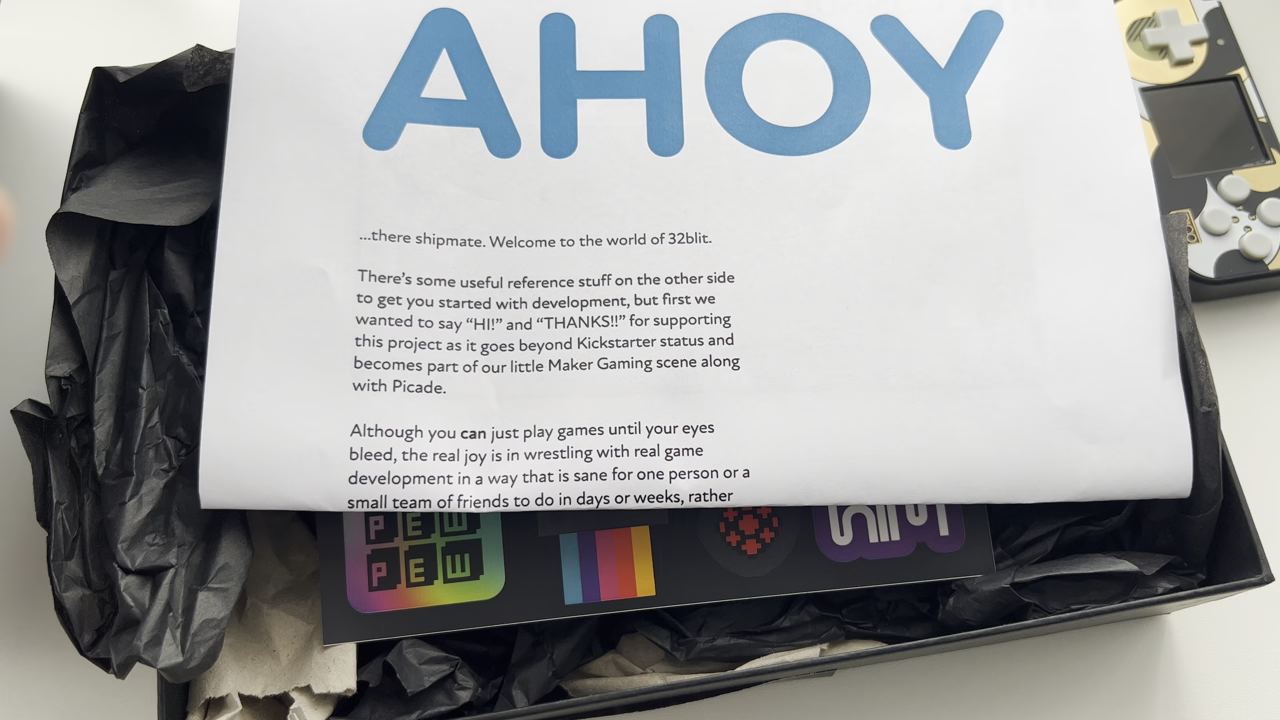 AHOY
...there shipmate. Welcome to the world of 32blit.
There's some useful reference stuff on the other side
to get you started with development, but first we
wanted to say “HI!” and “THANKS!!” for supporting
this project as it goes beyond Kickstarter status and
becomes part of our little Maker Gaming scene along
with Picade.
Although you can just play games until your eyes
bleed, the real joy is in wrestling with real game
development in a way that is sane for one person or a
small team of friends to do in days or weeks, rather
PEW
PEW